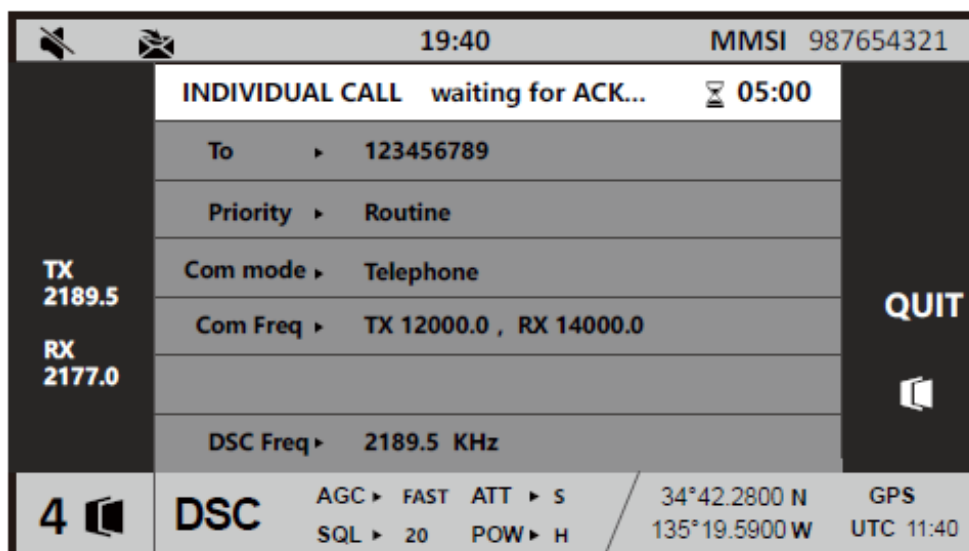 19:40 MMSI 987654321
INDIVIDUAL CALL waiting for ACK... 05:00
To ▸ 123456789
Priority ▸ Routine
Com mode ▸ Telephone
Com Freq ▸ TX 12000.0 , RX 14000.0
DSC Freq ▸ 2189.5 KHz
TX
2189.5
RX
2177.0
QUIT
4 DSC
AGC ▸ FAST ATT ▸ S
SQL ▸ 20 POW ▸ H
34°42.2800 N
135°19.5900 W
GPS
UTC 11:40